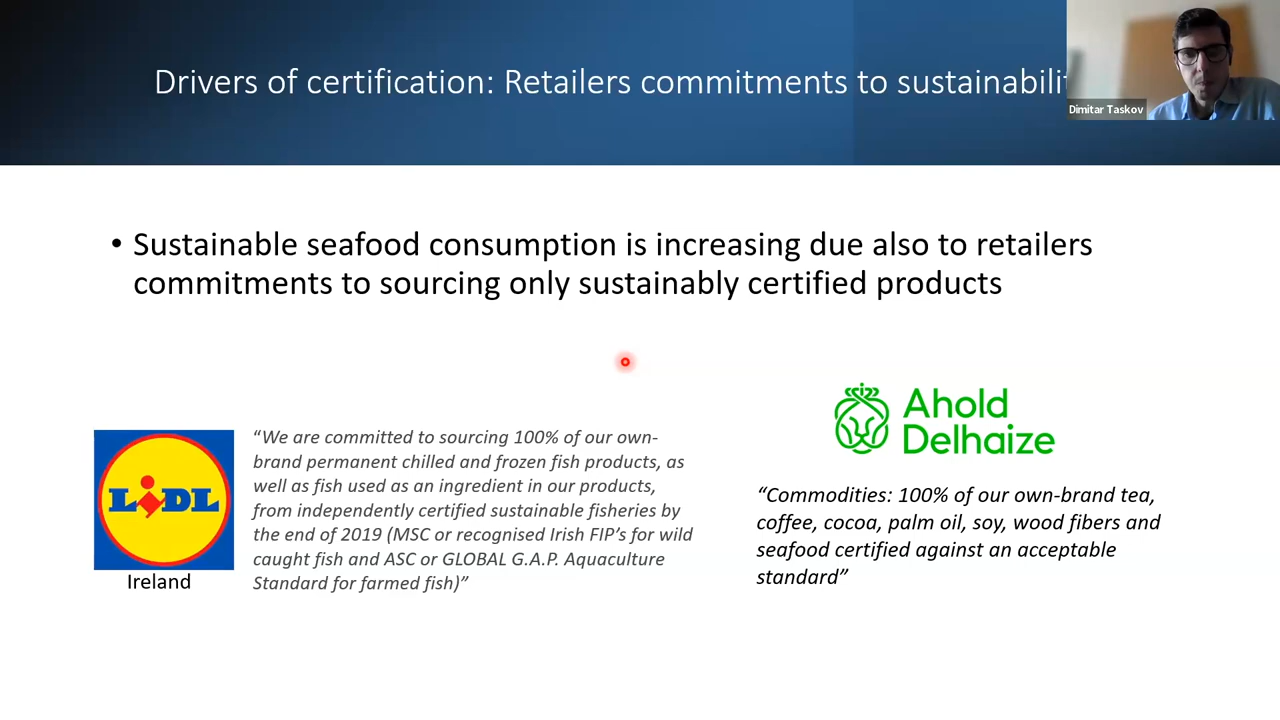 Drivers of certification: Retailers commitments to
Dimitar Taskov
• Sustainable seafood consumption is increasing due also to retailers
commitments to sourcing only sustainably certified products
LIDL
Ireland
“We are committed to sourcing 100% of our own-
brand permanent chilled and frozen fish products, as
well as fish used as an ingredient in our products,
from independently certified sustainable fisheries by
the end of 2019 (MSC or recognised Irish FIP’s for wild
caught fish and ASC or GLOBAL G.A.P. Aquaculture
Standard for farmed fish)”
Ahold
Delhaize
“Commodities: 100% of our own-brand tea,
coffee, cocoa, palm oil, soy, wood fibers and
seafood certified against an acceptable
standard”